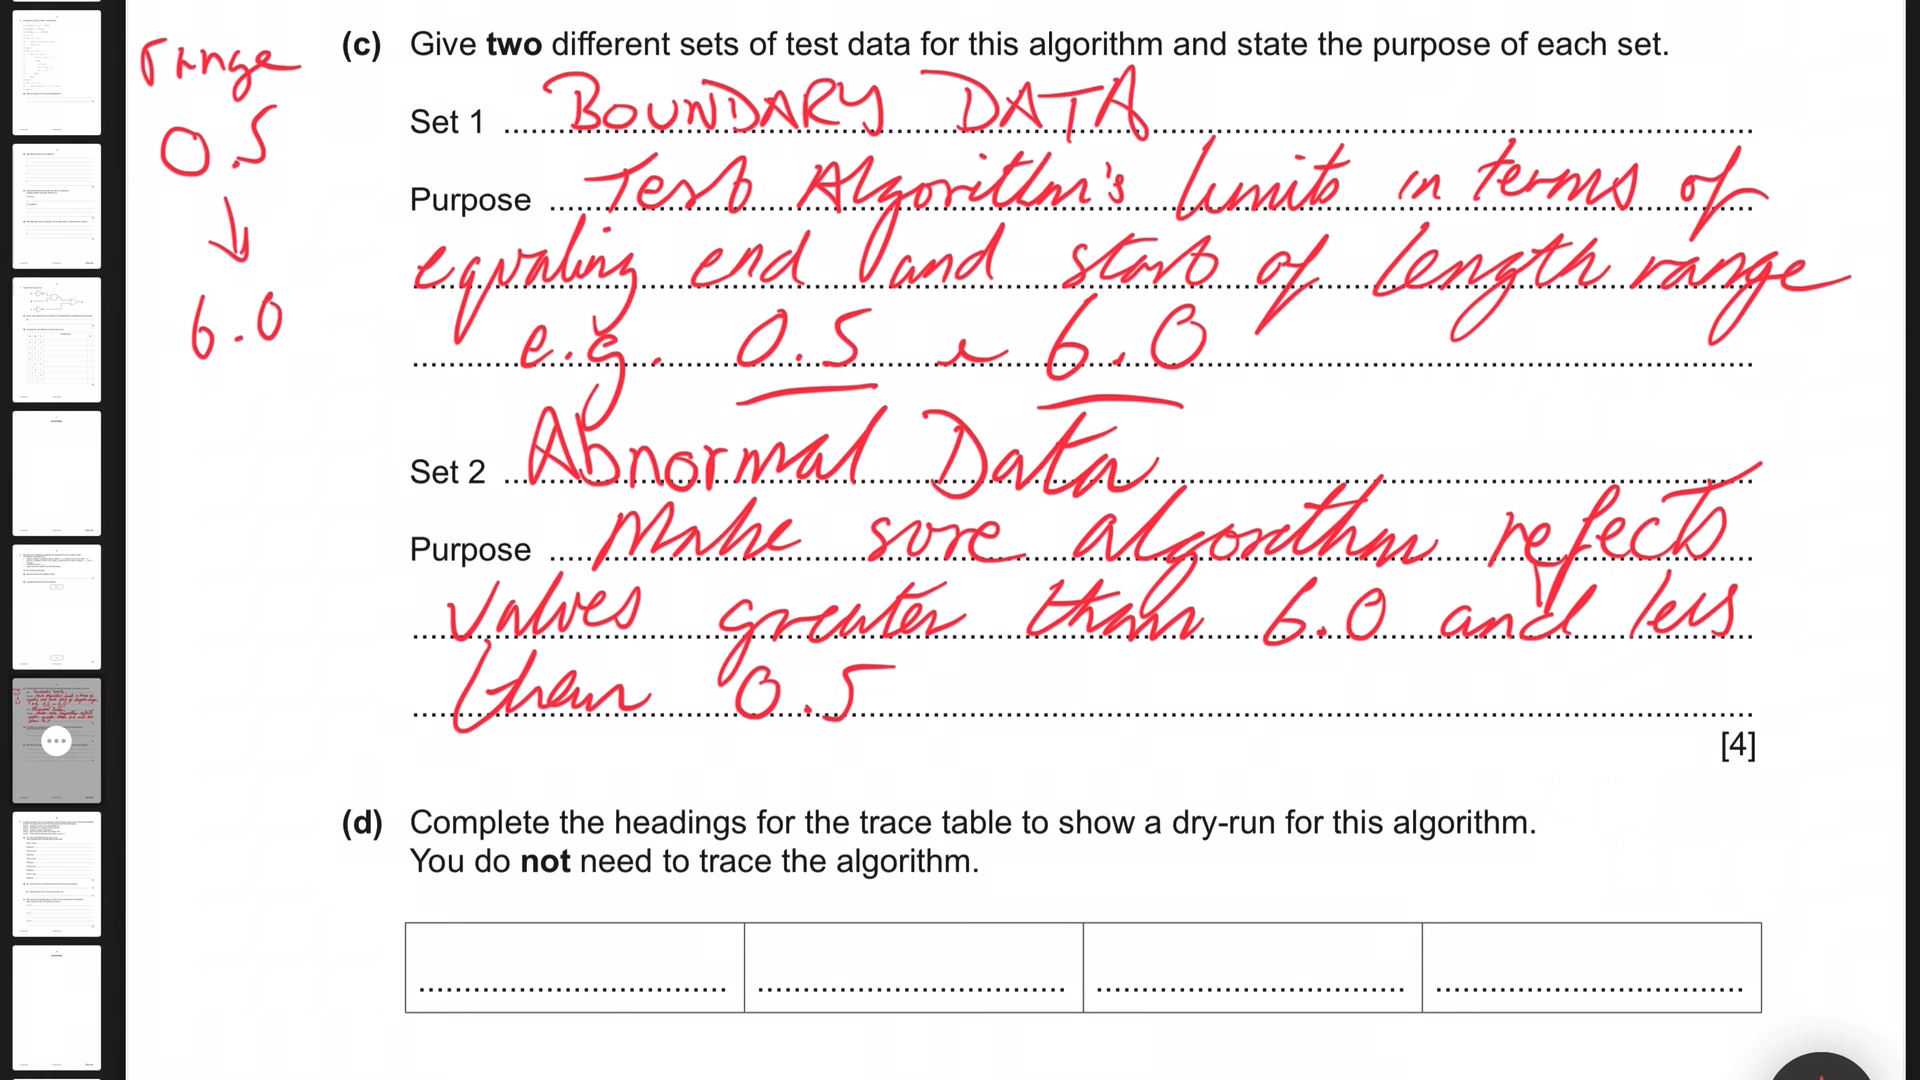 range
0.5
6.0
(c) Give two different sets of test data for this algorithm and state the purpose of each set.
Set 1 BOUNDARY DATA
Purpose Test Algorithm's limits in terms of
equaling end and start of length range
e.g. 0.5 & 6.0
Set 2 Abnormal Data
Purpose Make sure algorithm rejects
values greater than 6.0 and less
than 0.5
[4]
(d) Complete the headings for the trace table to show a dry-run for this algorithm.
You do not need to trace the algorithm.